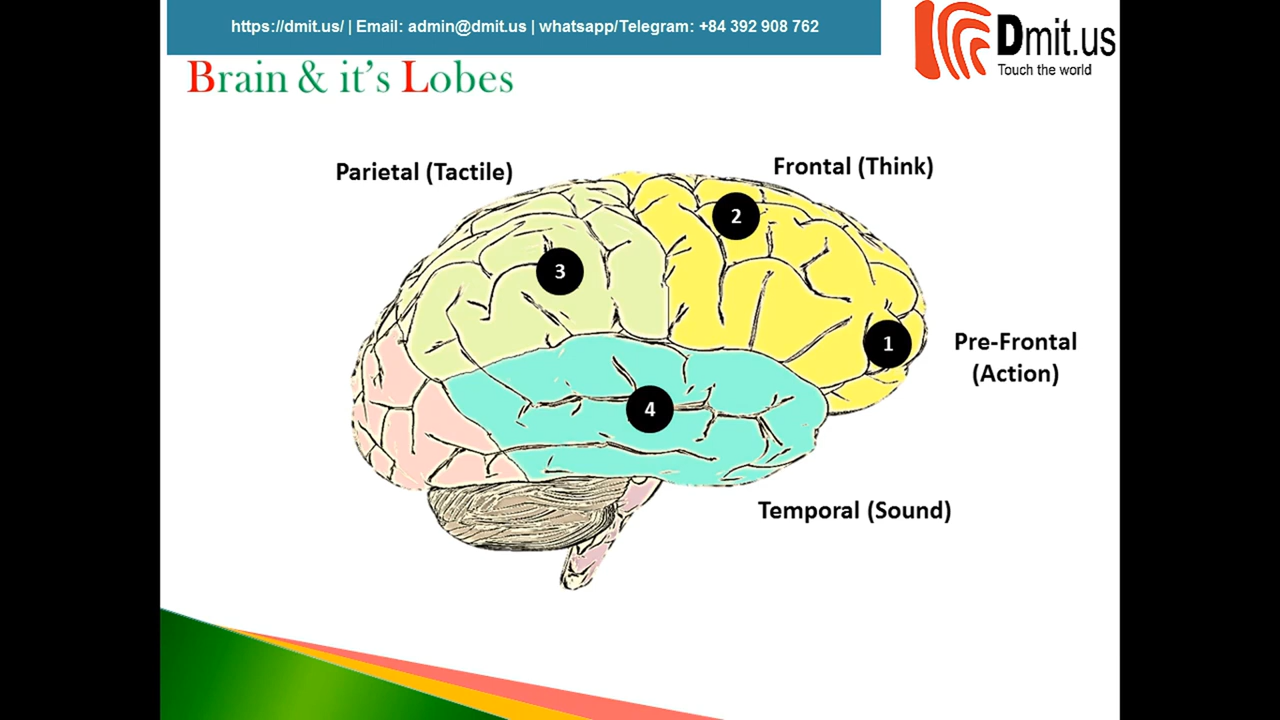 https://dmit.us/ | Email: admin@dmit.us | whatsapp/Telegram: +84 392 908 762
Dmit.us
Touch the world
Brain & it's Lobes
Parietal (Tactile)
Frontal (Think)
2
3
1
Pre-Frontal
(Action)
4
Temporal (Sound)